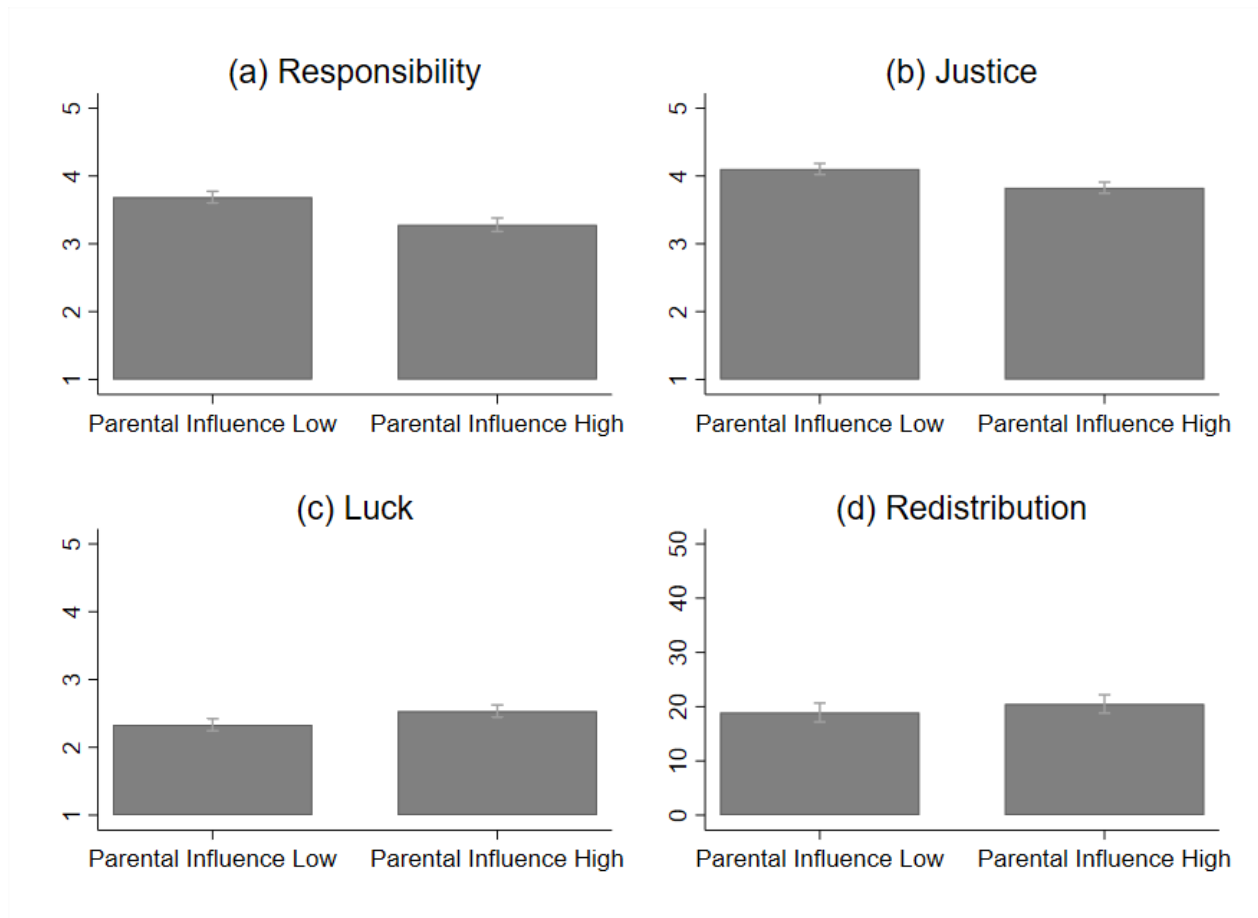 (a) Responsibility
5
4
3
2
1
Parental Influence Low Parental Influence High
(b) Justice
5
4
3
2
1
Parental Influence Low Parental Influence High
(c) Luck
5
4
3
2
1
Parental Influence Low Parental Influence High
(d) Redistribution
50
40
30
20
10
0
Parental Influence Low Parental Influence High